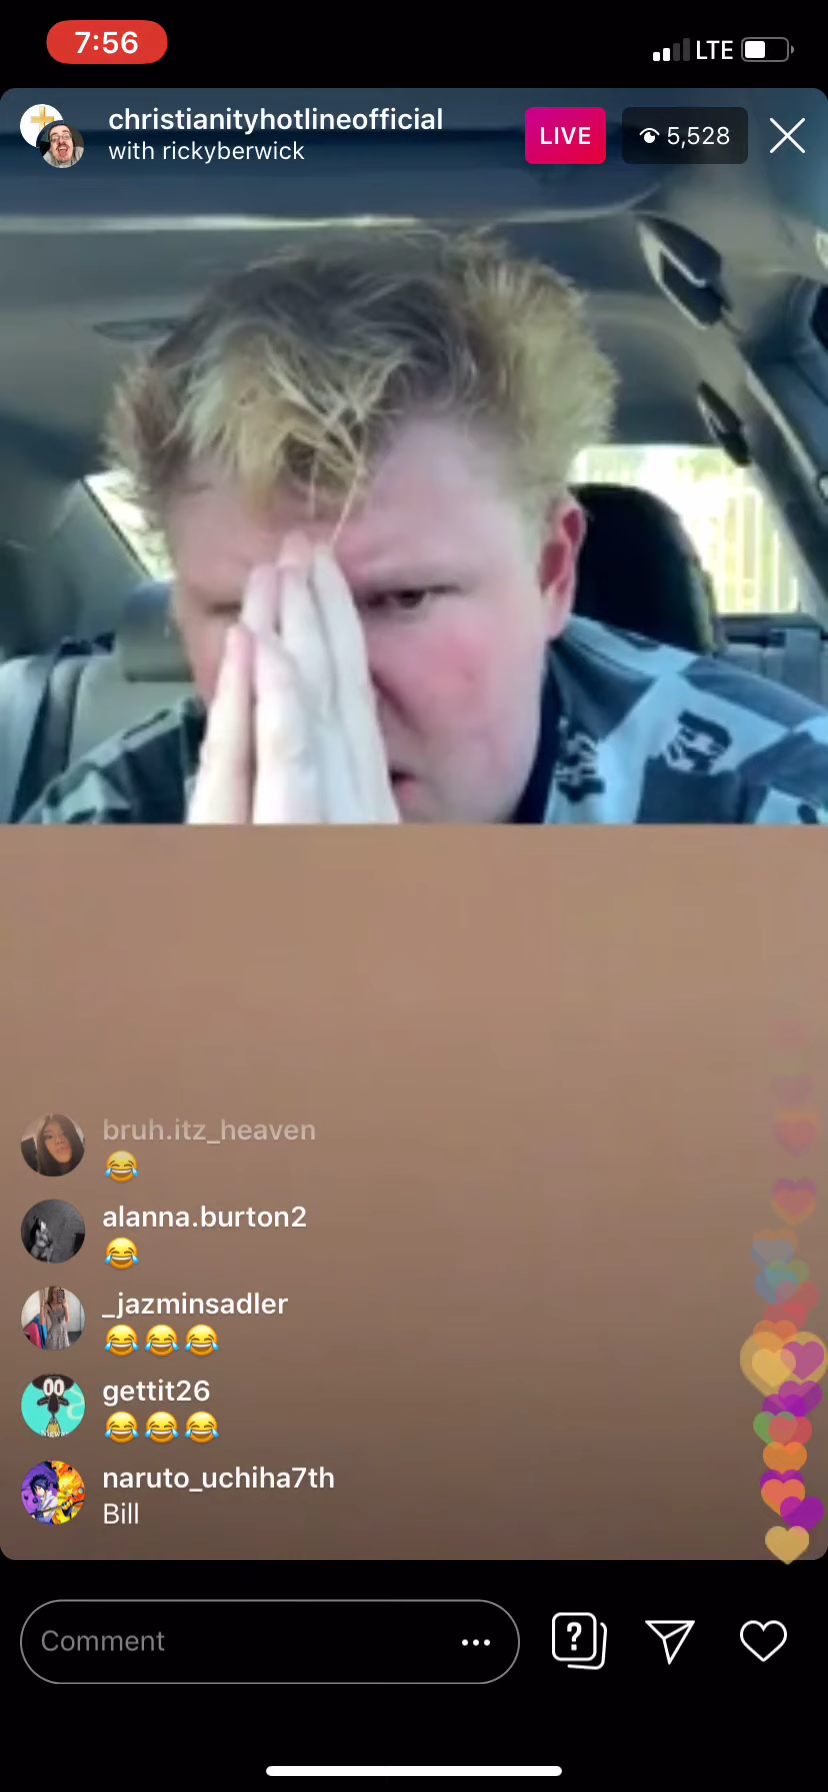 7:56
LTE
christianityhotlineofficial
with rickyberwick
LIVE
5,528
bruh.itz_heaven
😂
alanna.burton2
😂
_jazminsadler
😂😂😂
gettit26
😂😂😂
naruto_uchiha7th
Bill
Comment